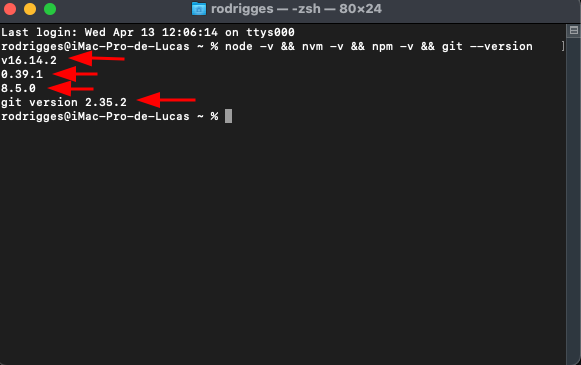 rodrigges — -zsh — 80×24
Last login: Wed Apr 13 12:06:14 on ttys000
rodrigges@iMac-Pro-de-Lucas ~ % node -v && nvm -v && npm -v && git --version ]
v16.14.2
0.39.1
8.5.0
git version 2.35.2
rodrigges@iMac-Pro-de-Lucas ~ %